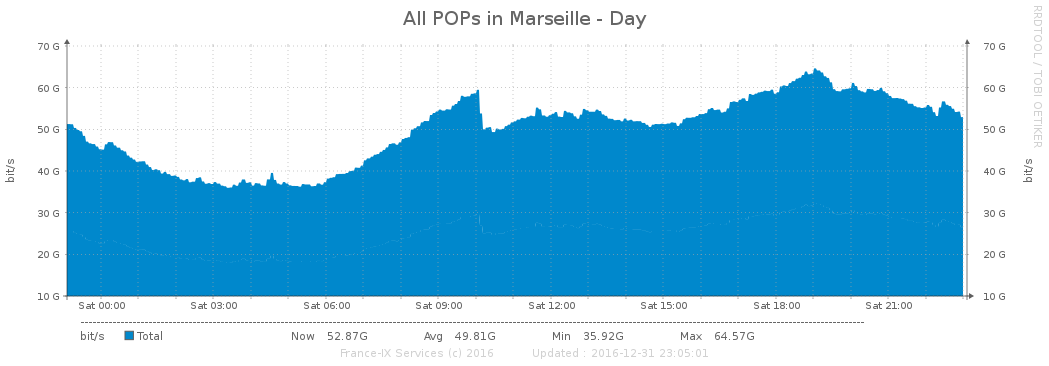 All POPs in Marseille - Day
RRDTOOL / TOBI OETIKER
70 G 70 G
60 G 60 G
50 G 50 G
40 G 40 G
30 G 30 G
20 G 20 G
10 G 10 G
bit/s bit/s
Sat 00:00 Sat 03:00 Sat 06:00 Sat 09:00 Sat 12:00 Sat 15:00 Sat 18:00 Sat 21:00
bit/s Total Now 52.87G Avg 49.81G Min 35.92G Max 64.57G
France-IX Services (c) 2016 Updated : 2016-12-31 23:05:01